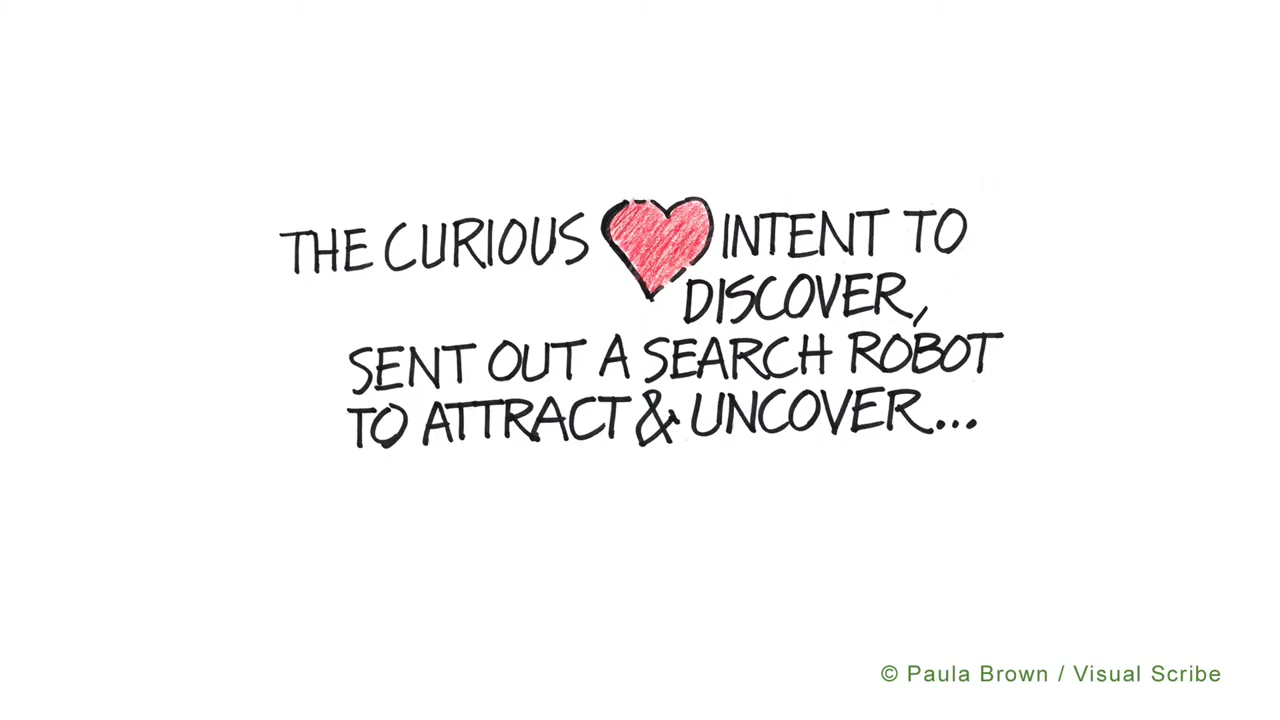 THE CURIOUS INTENT TO
DISCOVER,
SENT OUT A SEARCH ROBOT
TO ATTRACT & UNCOVER...
© Paula Brown / Visual Scribe